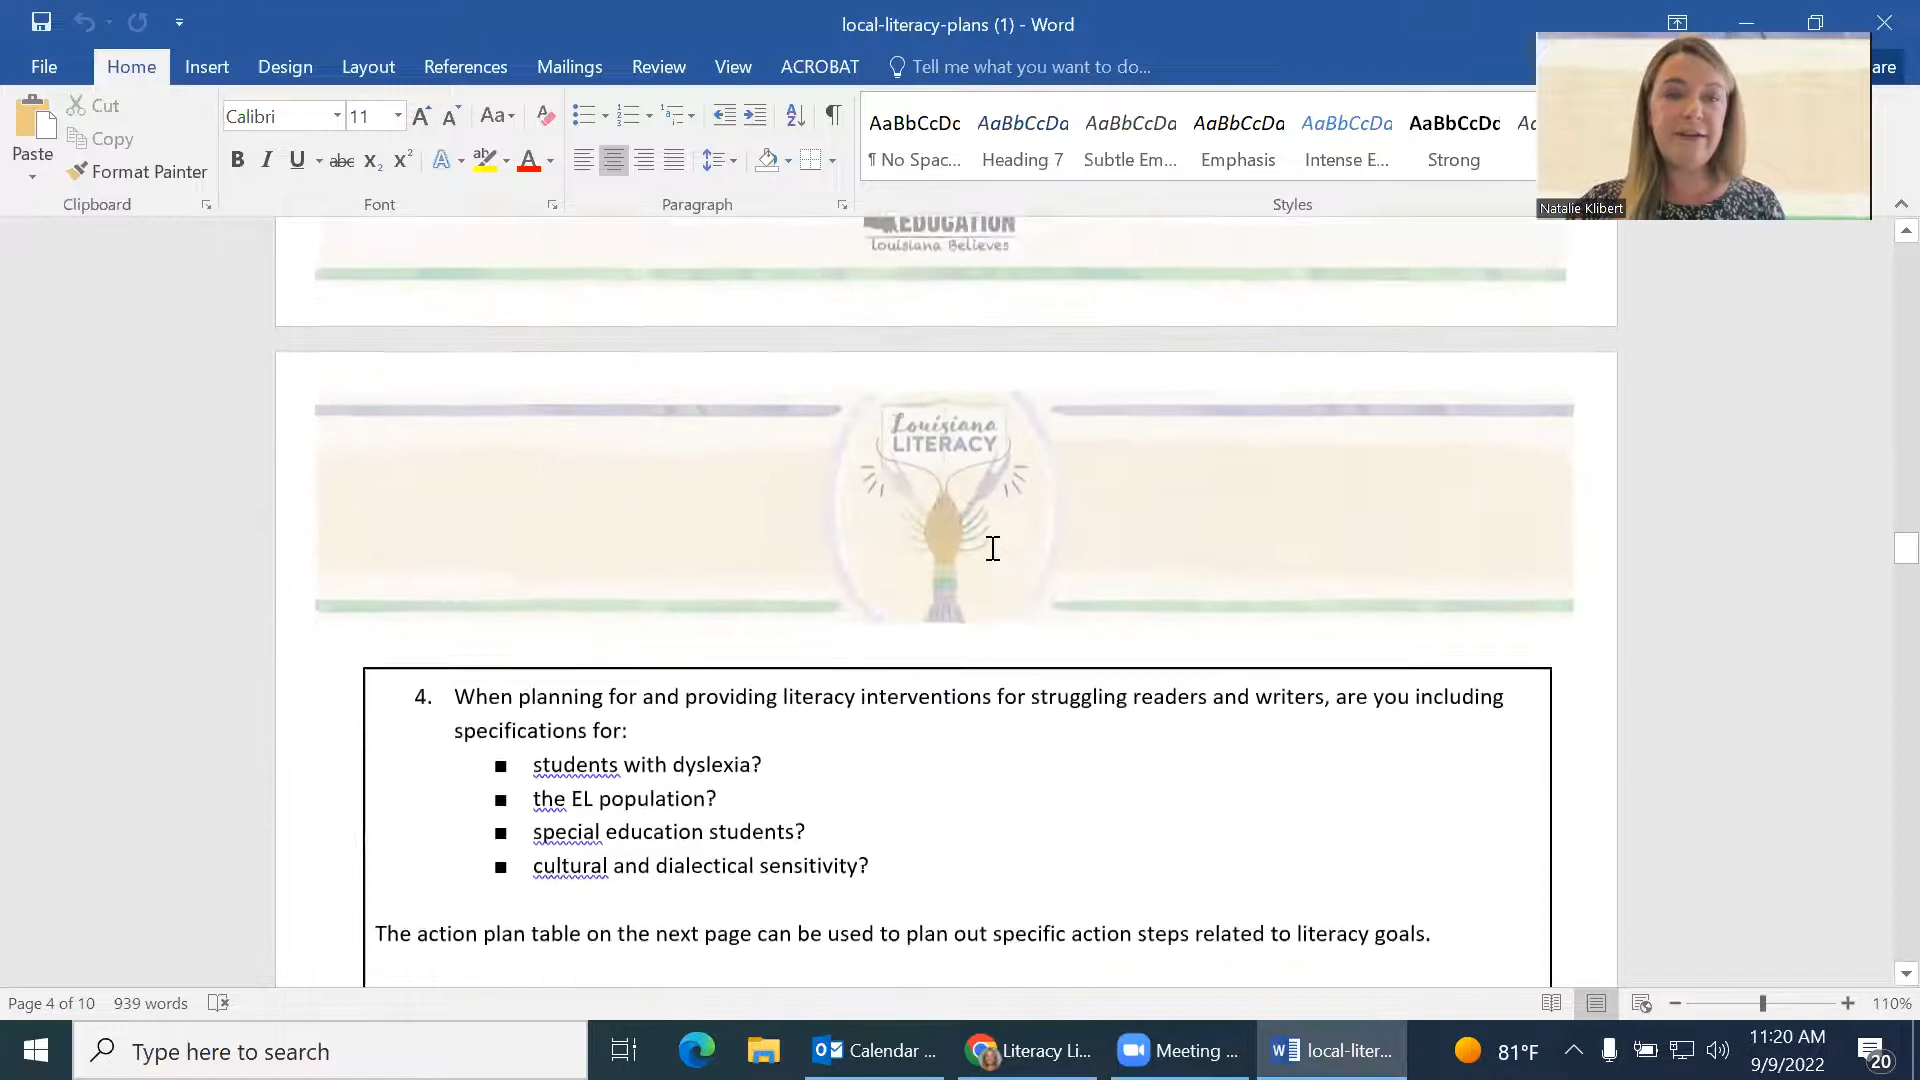 local-literacy-plans (1) - Word
File Home Insert Design Layout References Mailings Review View ACROBAT Tell me what you want to do... are
Cut
Copy
Paste
Format Painter
Clipboard
Calibri 11
Font
Paragraph
AaBbCcDc AaBbCcDa AaBbCcDa AaBbCcDa AaBbCcDa AaBbCcDc Aa
¶ No Spac... Heading 7 Subtle Em... Emphasis Intense E... Strong
Styles
Natalie Klibert
EDUCATION
Louisiana Believes
Louisiana
LITERACY
4. When planning for and providing literacy interventions for struggling readers and writers, are you including
specifications for:
■ students with dyslexia?
■ the EL population?
■ special education students?
■ cultural and dialectical sensitivity?
The action plan table on the next page can be used to plan out specific action steps related to literacy goals.
Page 4 of 10 939 words 110%
Type here to search
Calendar ... Literacy Li... Meeting ... local-liter...
81°F
11:20 AM
9/9/2022
20